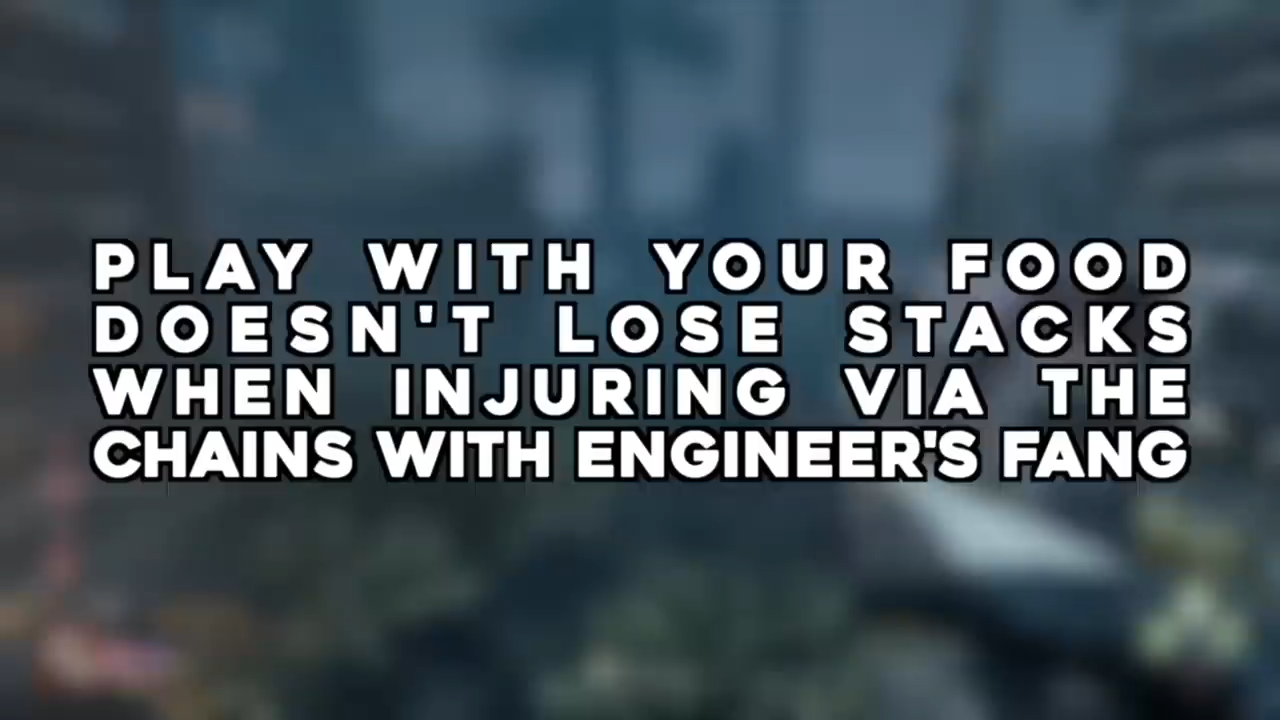 PLAY WITH YOUR FOOD
DOESN'T LOSE STACKS
WHEN INJURING VIA THE
CHAINS WITH ENGINEER'S FANG